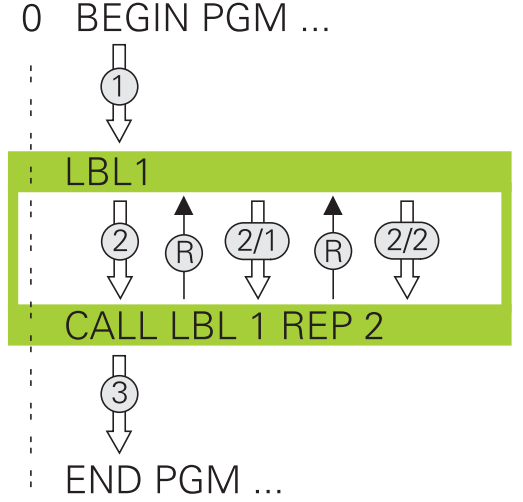 0 BEGIN PGM ...
1
LBL1
2 R 2/1 R 2/2
CALL LBL 1 REP 2
3
END PGM ...